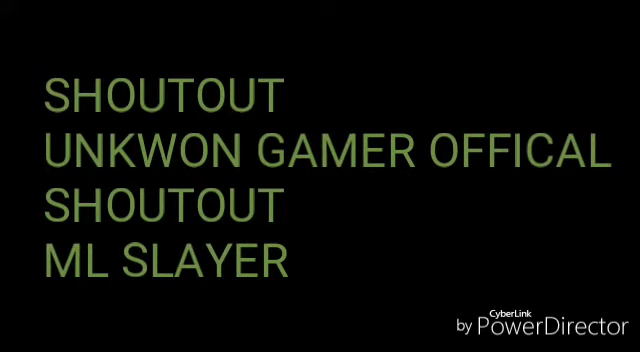 SHOUTOUT
UNKWON GAMER OFFICAL
SHOUTOUT
ML SLAYER
CyberLink
by PowerDirector